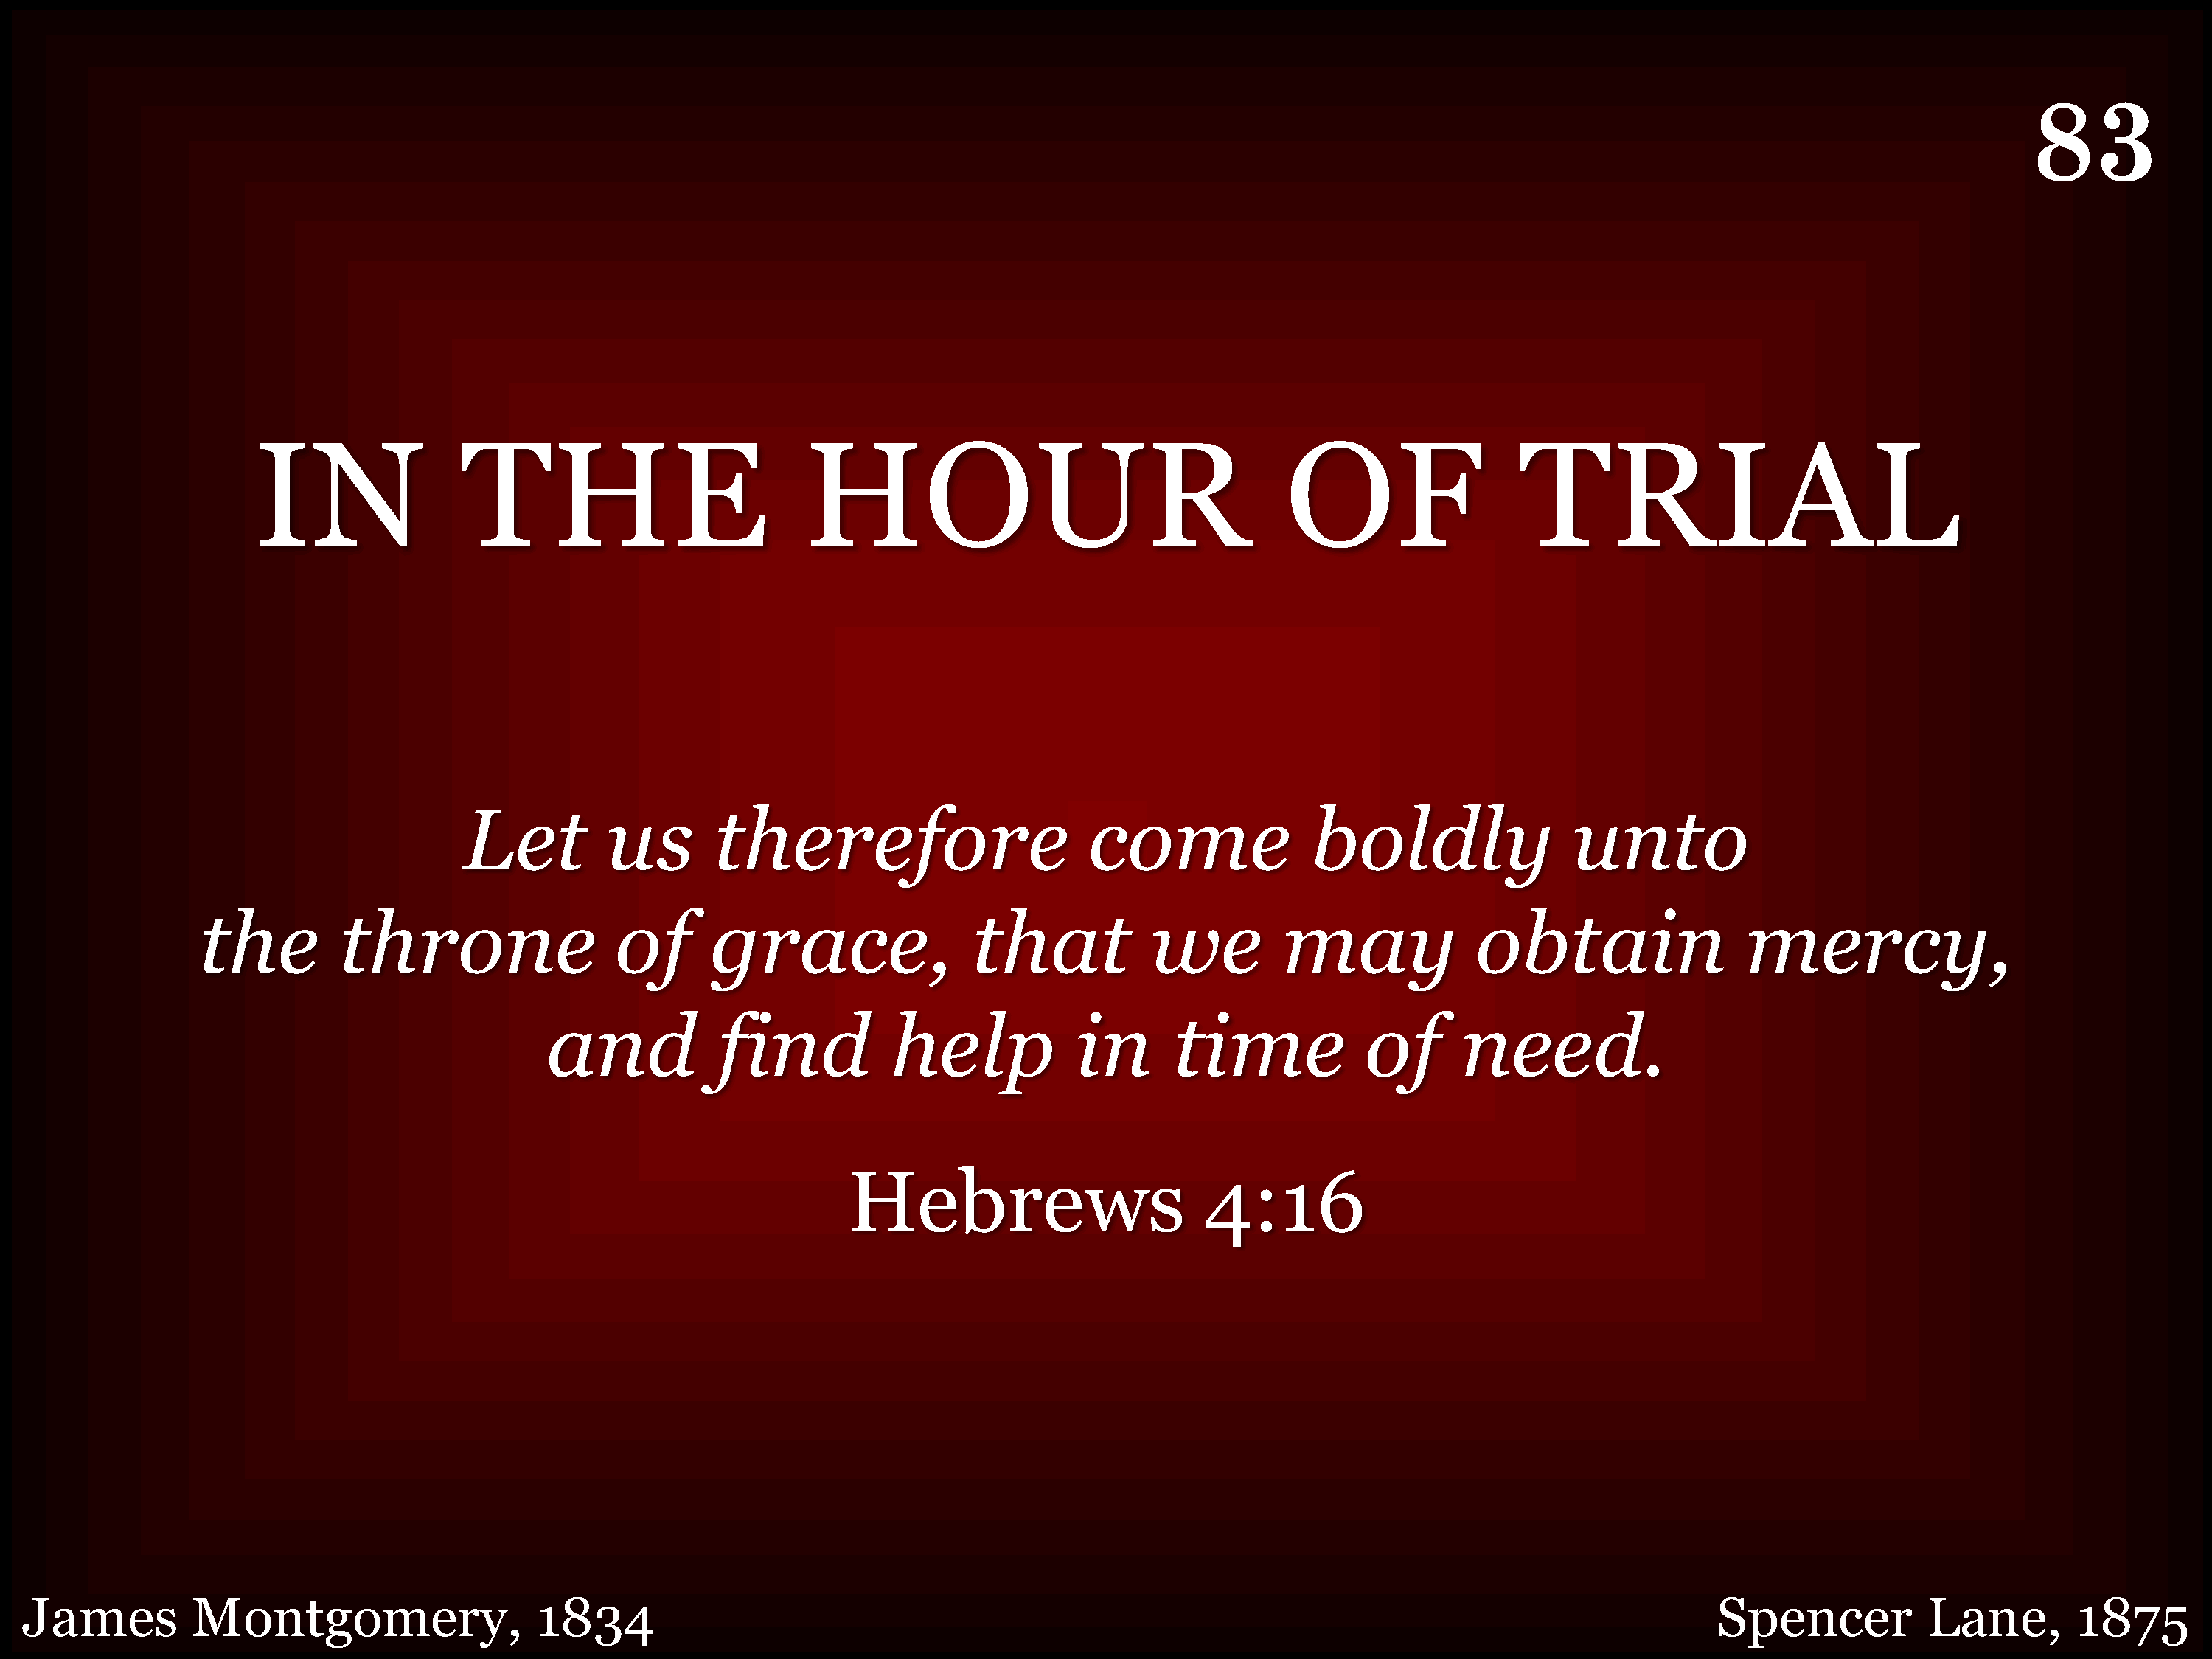 83
IN THE HOUR OF TRIAL
Let us therefore come boldly unto
the throne of grace, that we may obtain mercy,
and find help in time of need.
Hebrews 4:16
James Montgomery, 1834
Spencer Lane, 1875